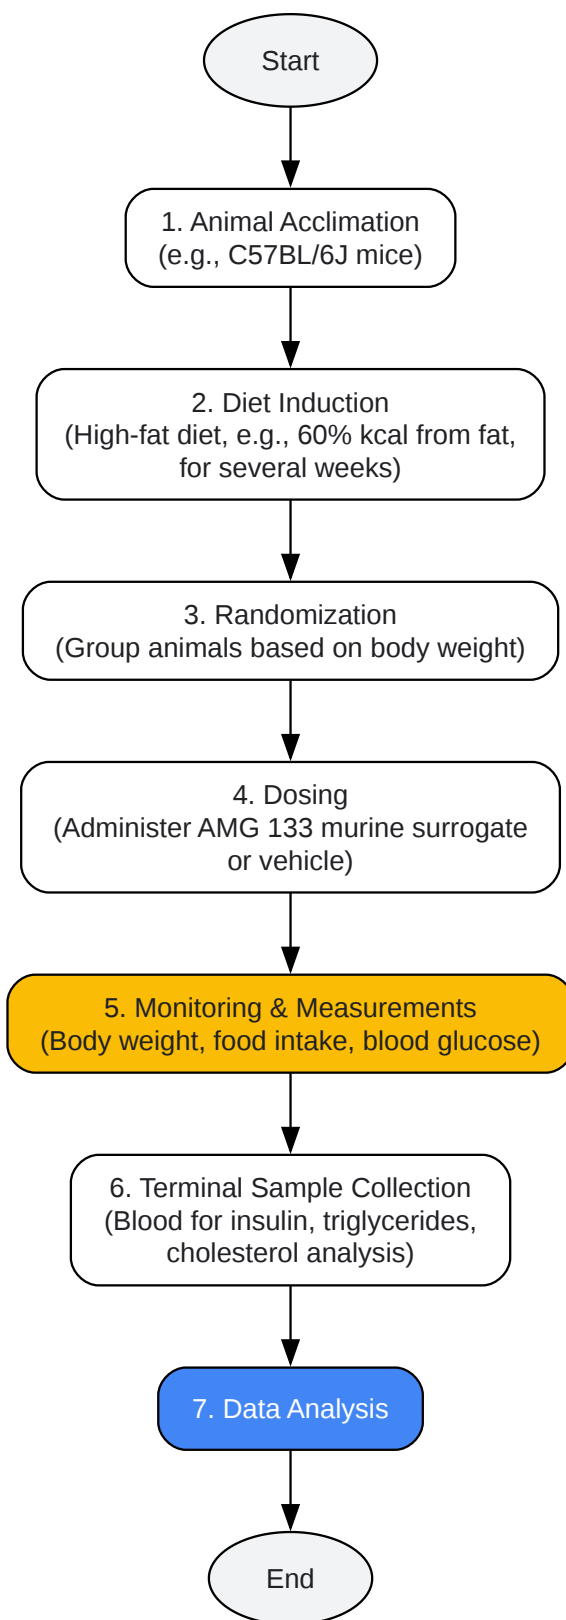 Start
1. Animal Acclimation
(e.g., C57BL/6J mice)
2. Diet Induction
(High-fat diet, e.g., 60% kcal from fat,
for several weeks)
3. Randomization
(Group animals based on body weight)
4. Dosing
(Administer AMG 133 murine surrogate
or vehicle)
5. Monitoring & Measurements
(Body weight, food intake, blood glucose)
6. Terminal Sample Collection
(Blood for insulin, triglycerides,
cholesterol analysis)
7. Data Analysis
End